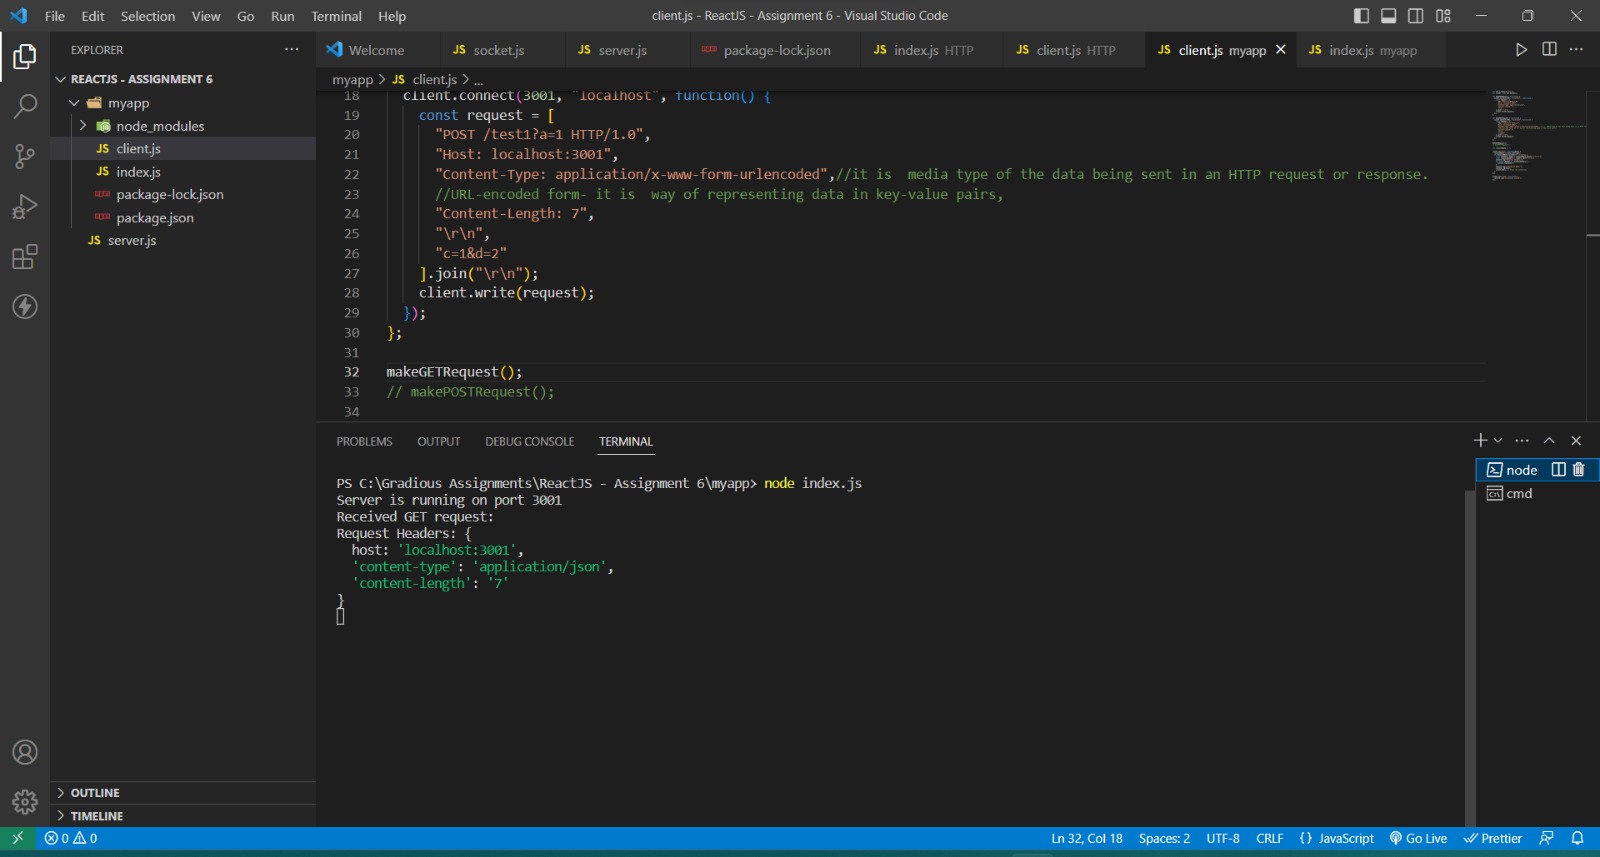 File Edit Selection View Go Run Terminal Help client.js - ReactJS - Assignment 6 - Visual Studio Code
EXPLORER
REACTJS - ASSIGNMENT 6
myapp
node_modules
JS client.js
JS index.js
npm package-lock.json
npm package.json
JS server.js
OUTLINE
TIMELINE
Welcome JS socket.js JS server.js npm package-lock.json JS index.js HTTP JS client.js HTTP JS client.js myapp JS index.js myapp
myapp > JS client.js > ...
18 client.connect(3001, "localhost", function() {
19 const request = [
20 "POST /test1?a=1 HTTP/1.0",
21 "Host: localhost:3001",
22 "Content-Type: application/x-www-form-urlencoded",//it is  media type of the data being sent in an HTTP request or response.
23 //URL-encoded form- it is  way of representing data in key-value pairs,
24 "Content-Length: 7",
25 "\r\n",
26 "c=1&d=2"
27 ].join("\r\n");
28 client.write(request);
29 });
30 };
31
32 makeGETRequest();
33 // makePOSTRequest();
34
PROBLEMS OUTPUT DEBUG CONSOLE TERMINAL
PS C:\Gradious Assignments\ReactJS - Assignment 6\myapp> node index.js
Server is running on port 3001
Received GET request:
Request Headers: {
host: 'localhost:3001',
'content-type': 'application/json',
'content-length': '7'
}
node
cmd
0 0 Ln 32, Col 18 Spaces: 2 UTF-8 CRLF {} JavaScript Go Live Prettier